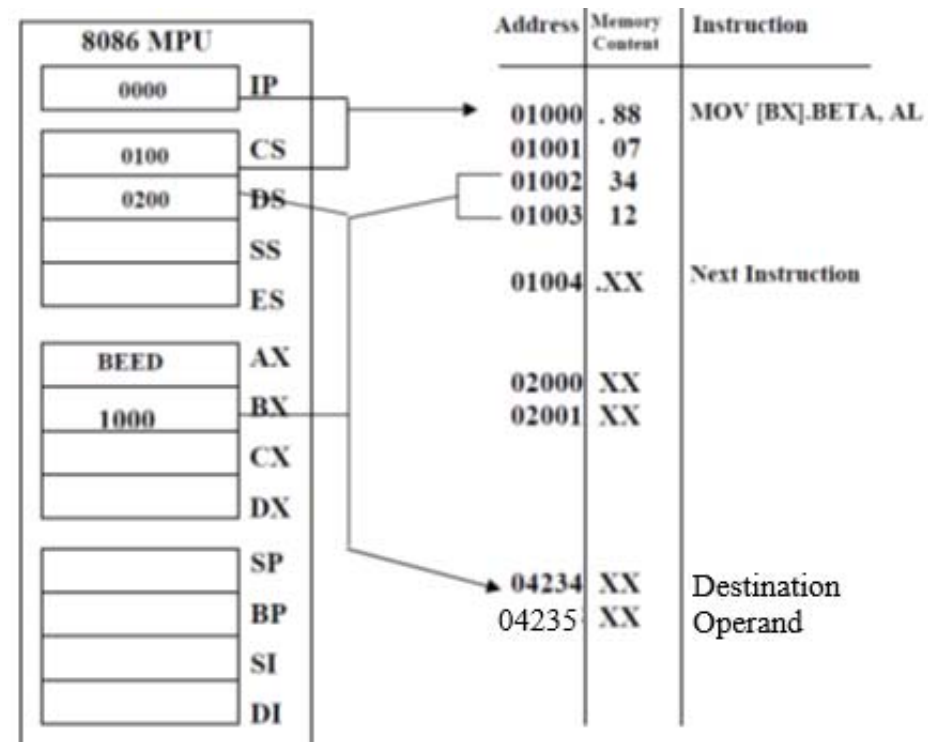 8086 MPU
0000 IP
0100 CS
0200 DS
SS
ES
BEED AX
1000 BX
CX
DX
SP
BP
SI
DI
Address Memory Content Instruction
01000 . 88 MOV [BX].BETA, AL
01001 07
01002 34
01003 12
01004 .XX Next Instruction
02000 XX
02001 XX
04234 XX Destination
04235 XX Operand